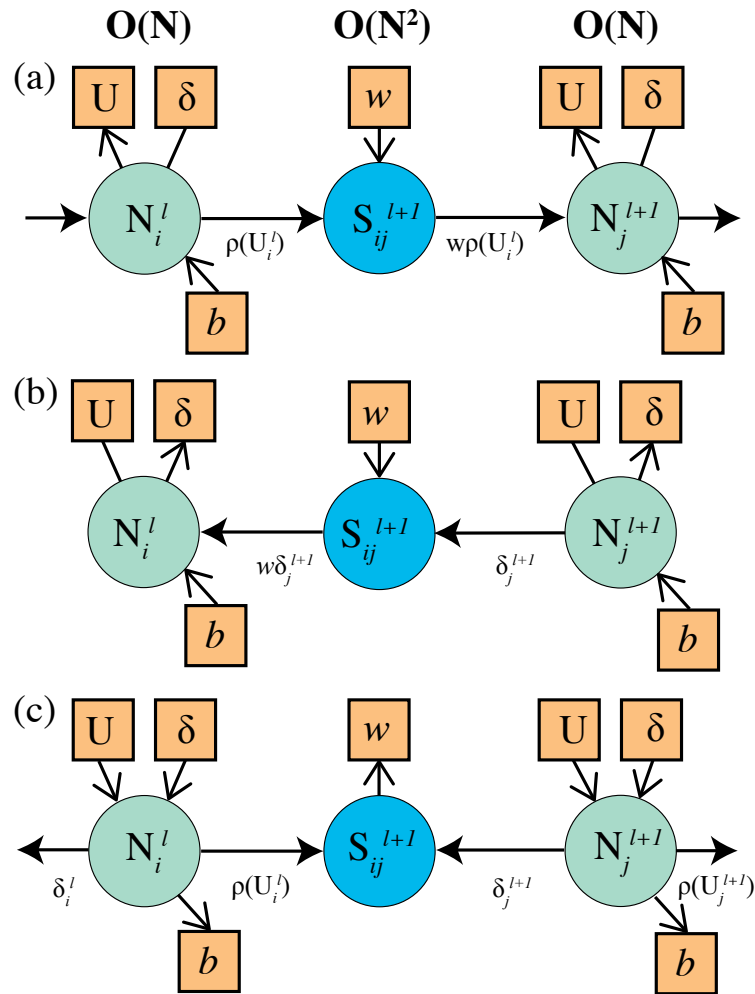 O(N) O(N²) O(N)
(a)
U δ w U δ
N_i^l S_ij^{l+1} N_j^{l+1}
ρ(U_i^l) wρ(U_i^l)
b b
(b)
U δ w U δ
N_i^l S_ij^{l+1} N_j^{l+1}
wδ_j^{l+1} δ_j^{l+1}
b b
(c)
U δ w U δ
N_i^l S_ij^{l+1} N_j^{l+1}
δ_i^l ρ(U_i^l) δ_j^{l+1} ρ(U_j^{l+1})
b b